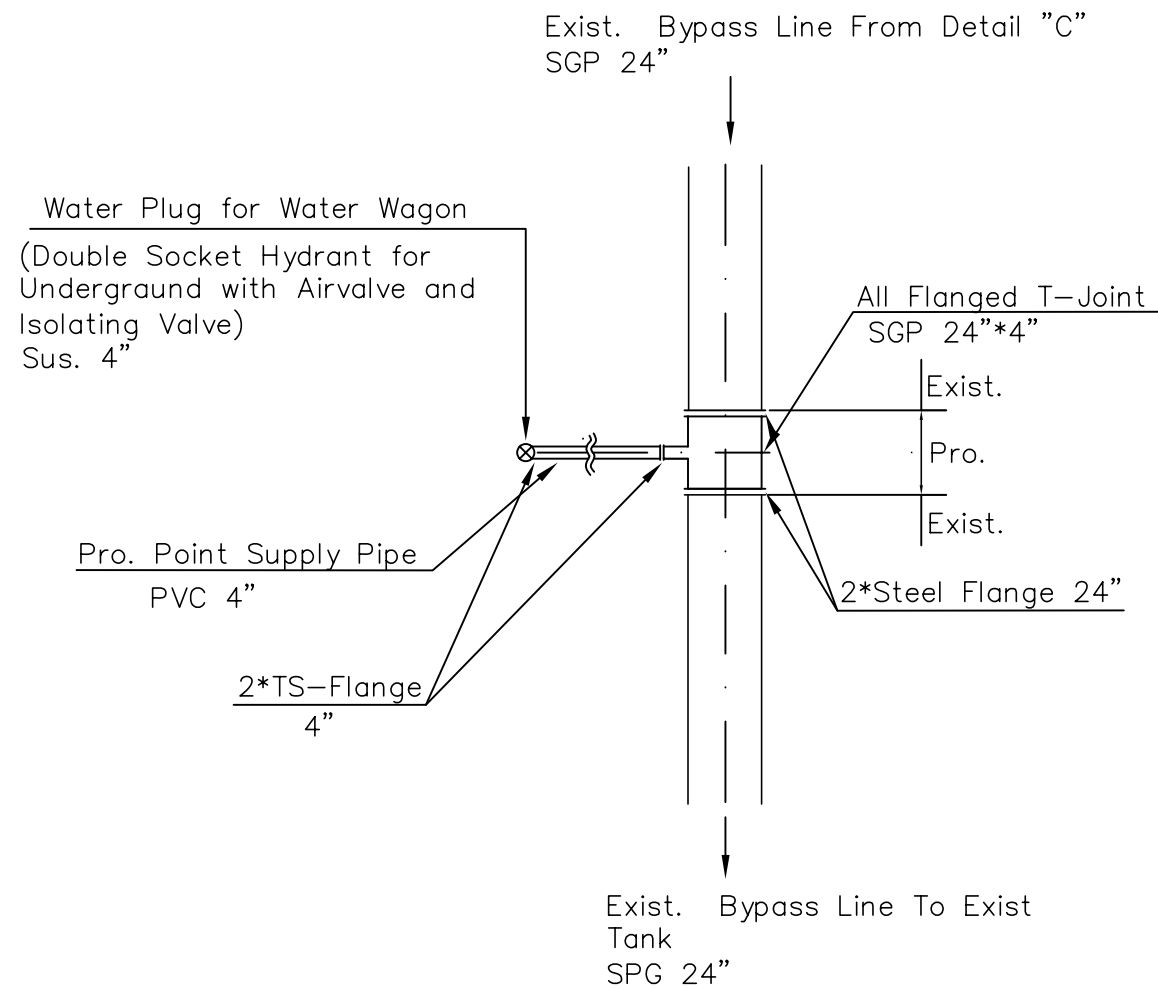 Exist. Bypass Line From Detail "C"
SGP 24"
Water Plug for Water Wagon
(Double Socket Hydrant for
Undergraund with Airvalve and
Isolating Valve)
Sus. 4"
All Flanged T-Joint
SGP 24"*4"
Exist.
Pro.
Exist.
Pro. Point Supply Pipe
PVC 4"
2*Steel Flange 24"
2*TS-Flange
4"
Exist. Bypass Line To Exist
Tank
SPG 24"